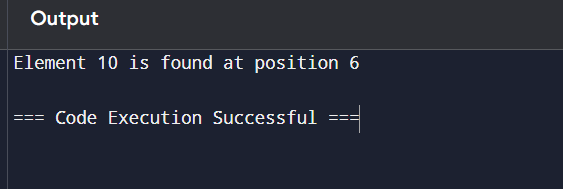 Output
Element 10 is found at position 6
=== Code Execution Successful ===